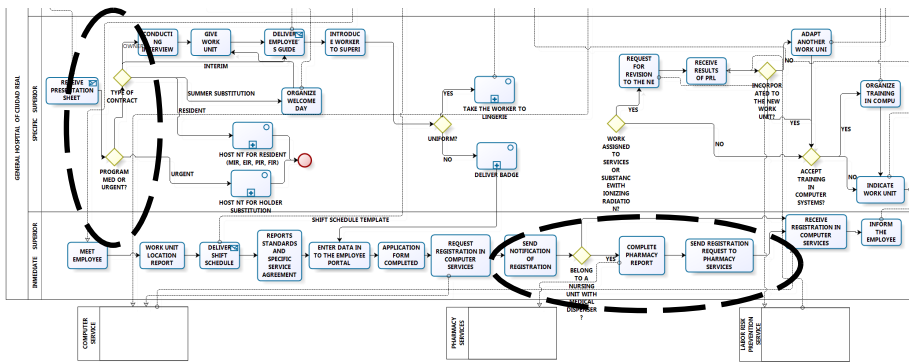 GENERAL HOSPITAL OF CIUDAD REAL
SPECIFIC SUPERIOR
INMEDIATE SUPERIOR
RECEIVE
PRESENTATION
SHEET
TYPE OF
CONTRACT
PROGRAM
MED OR
URGENT?
CONDUCTI
NG
INTERVIEW
GIVE
WORK
UNIT
DELIVER
EMPLOYEE'
S GUIDE
INTRODUC
E WORKER
TO SUPERI
INTERIM
SUMMER SUBSTITUTION
ORGANIZE
WELCOME
DAY
RESIDENT
HOST NT FOR RESIDENT
(MIR, EIR, PIR, FIR)
URGENT
HOST NT FOR HOLDER
SUBSTITUTION
UNIFORM?
YES
TAKE THE WORKER TO
LINGERIE
NO
DELIVER BADGE
REQUEST
FOR
REVISION
TO THE NE
YES
WORK
ASSIGNED
TO
SERVICES
OR
SUBSTANC
EWITH
IONIZING
RADIATIO
N?
NO
RECEIVE
RESULTS
OF PRL
INCORPOR
ATED TO
THE NEW
WORK
UNIT?
NO
YES
ADAPT
ANOTHER
WORK UNI
ACCEPT
TRAINING
IN
COMPUTER
SYSTEMS?
YES
NO
ORGANIZE
TRAINING
IN COMPU
INDICATE
WORK UNIT
MEET
EMPLOYEE
WORK UNIT
LOCATION
REPORT
DELIVER
SHIFT
SCHEDULE
REPORTS
STANDARDS
AND
SPECIFIC
SERVICE
AGREEMENT
SHIFT SCHEDULE TEMPLATE
ENTER DATA IN
TO THE EMPLOYEE
PORTAL
APPLICATION
FORM
COMPLETED
REQUEST
REGISTRATION IN
COMPUTER
SERVICES
SEND
NOTIFICATION
OF
REGISTRATION
BELONG
TO A
NURSING
UNIT WITH
MEDICAL
DISPENSER
?
YES
COMPLETE
PHARMACY
REPORT
SEND REGISTRATION
REQUEST TO
PHARMACY
SERVICES
RECEIVE
REGISTRATION IN
COMPUTER
SERVICES
INFORM
THE
EMPLOYEE
COMPUTER
SERVICE
PHARMACY
SERVICES
LABOR RISK
PREVENTION
SERVICE